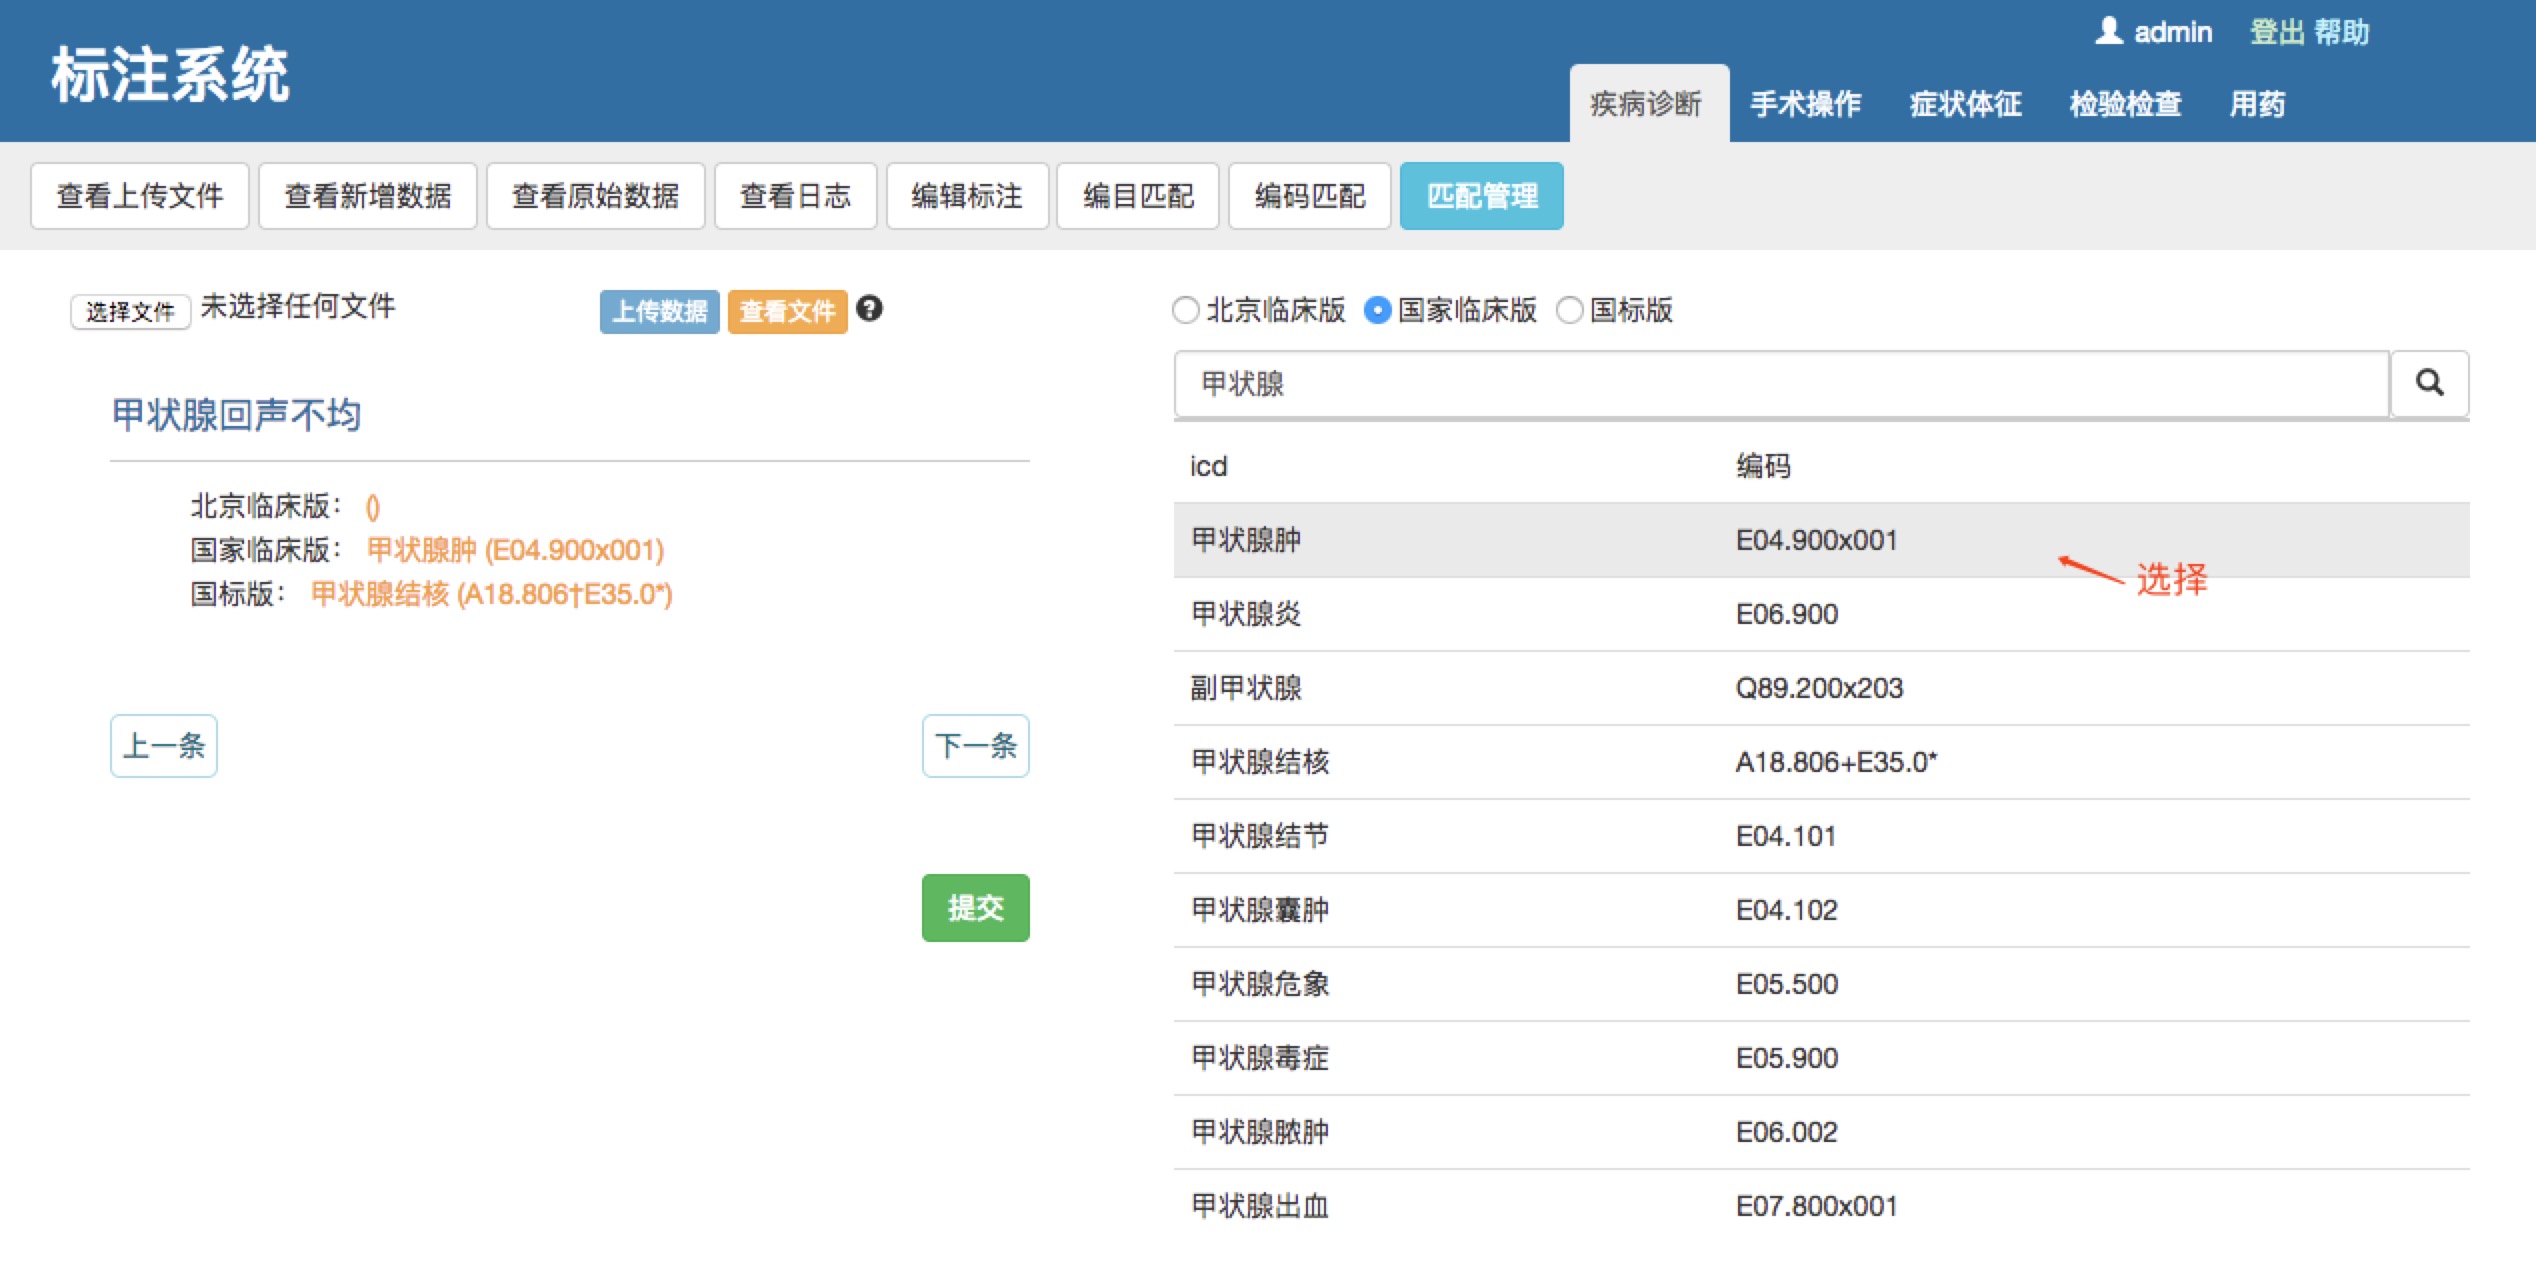 admin 登出 帮助
标注系统
疾病诊断 手术操作 症状体征 检验检查 用药
查看上传文件 查看新增数据 查看原始数据 查看日志 编辑标注 编目匹配 编码匹配 匹配管理
选择文件 未选择任何文件 上传数据 查看文件 ?
甲状腺回声不均
北京临床版： ()
国家临床版： 甲状腺肿 (E04.900x001)
国标版： 甲状腺结核 (A18.806†E35.0*)
上一条 下一条
提交
北京临床版 国家临床版 国标版
甲状腺
icd 编码
甲状腺肿 E04.900x001
选择
甲状腺炎 E06.900
副甲状腺 Q89.200x203
甲状腺结核 A18.806+E35.0*
甲状腺结节 E04.101
甲状腺囊肿 E04.102
甲状腺危象 E05.500
甲状腺毒症 E05.900
甲状腺脓肿 E06.002
甲状腺出血 E07.800x001